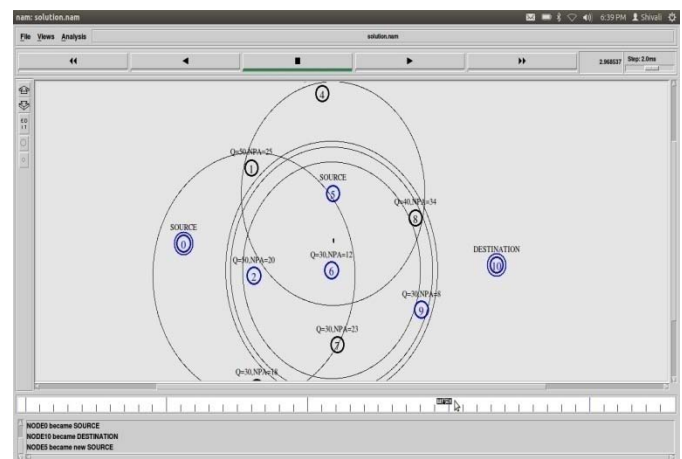 nam: solution.nam
6:39 PM Shivali
File Views Analysis
solution.nam
2.968537
Step: 2.0ms
4
Q=50,NPA=25
1
SOURCE
5
Q=40,NPA=34
8
SOURCE
0
DESTINATION
10
Q=50,NPA=20
2
Q=30,NPA=12
6
Q=30,NPA=8
9
Q=30,NPA=23
7
Q=30,NPA=18
NODE0 became SOURCE
NODE10 became DESTINATION
NODE5 became new SOURCE